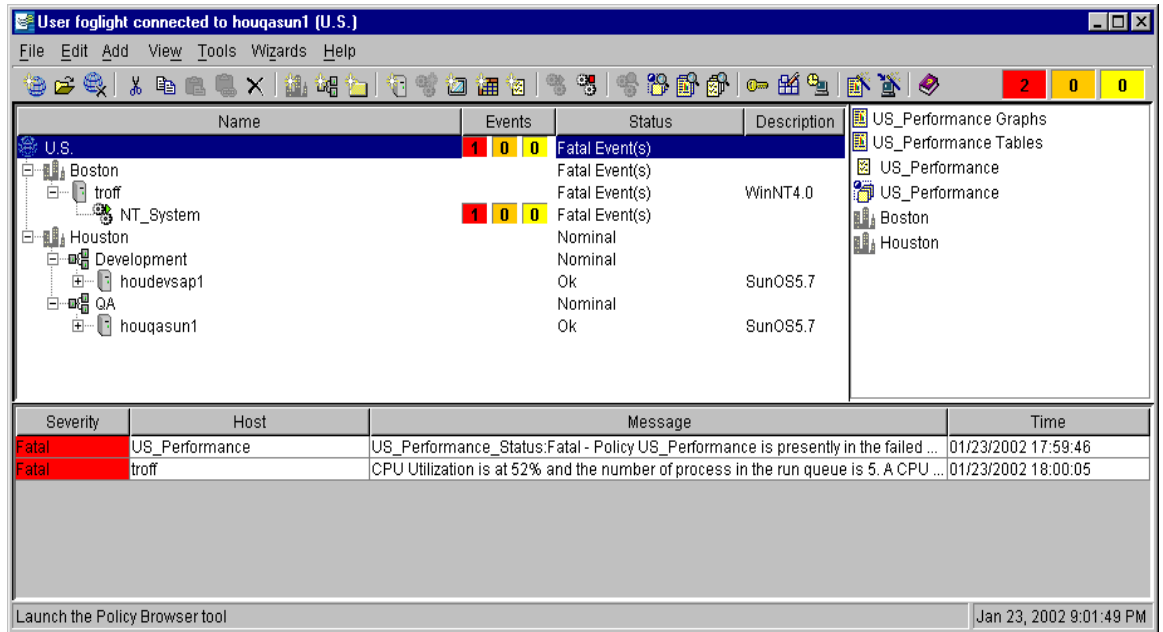 User foglight connected to houqasun1 (U.S.)
File Edit Add View Tools Wizards Help
2 0 0
Name Events Status Description
U.S. 1 0 0 Fatal Event(s)
Boston Fatal Event(s)
troff Fatal Event(s) WinNT4.0
NT_System 1 0 0 Fatal Event(s)
Houston Nominal
Development Nominal
houdevsap1 Ok SunOS5.7
QA Nominal
houqasun1 Ok SunOS5.7
US_Performance Graphs
US_Performance Tables
US_Performance
US_Performance
Boston
Houston
Severity Host Message Time
Fatal US_Performance US_Performance_Status:Fatal - Policy US_Performance is presently in the failed ... 01/23/2002 17:59:46
Fatal troff CPU Utilization is at 52% and the number of process in the run queue is 5. A CPU ... 01/23/2002 18:00:05
Launch the Policy Browser tool Jan 23, 2002 9:01:49 PM